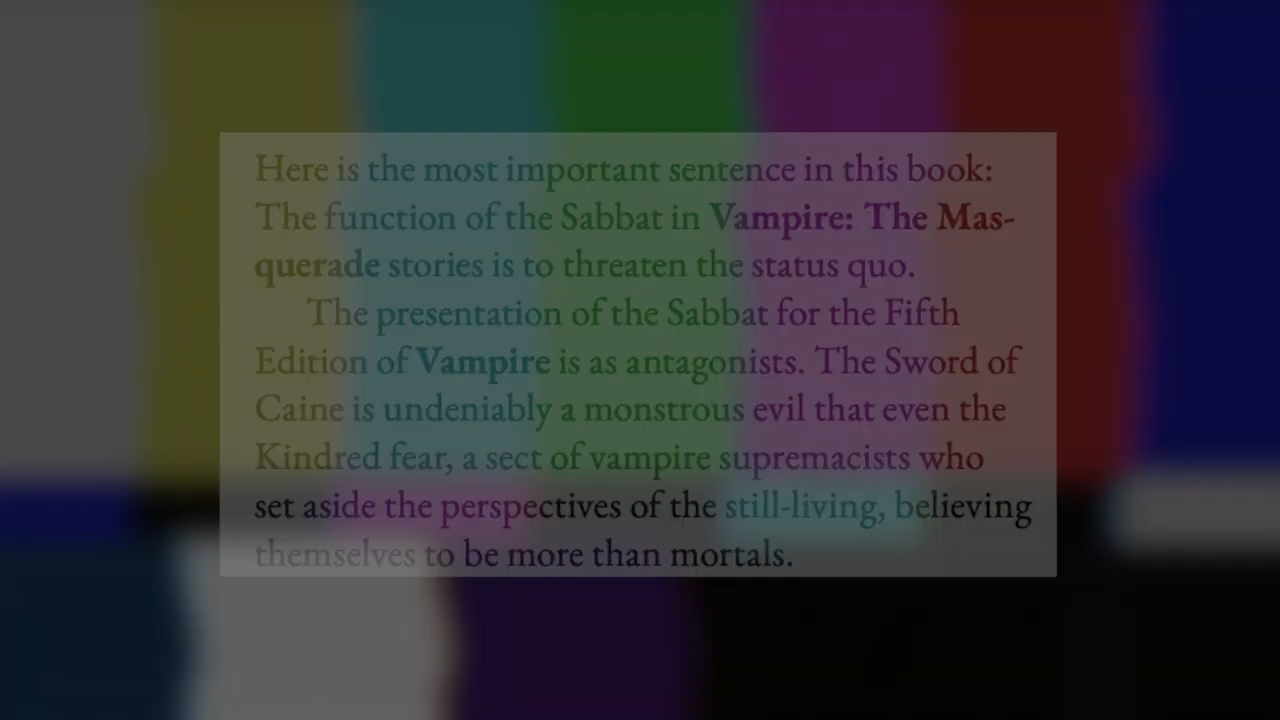 Here is the most important sentence in this book:
The function of the Sabbat in Vampire: The Mas-
querade stories is to threaten the status quo.
The presentation of the Sabbat for the Fifth
Edition of Vampire is as antagonists. The Sword of
Caine is undeniably a monstrous evil that even the
Kindred fear, a sect of vampire supremacists who
set aside the perspectives of the still-living, believing
themselves to be more than mortals.